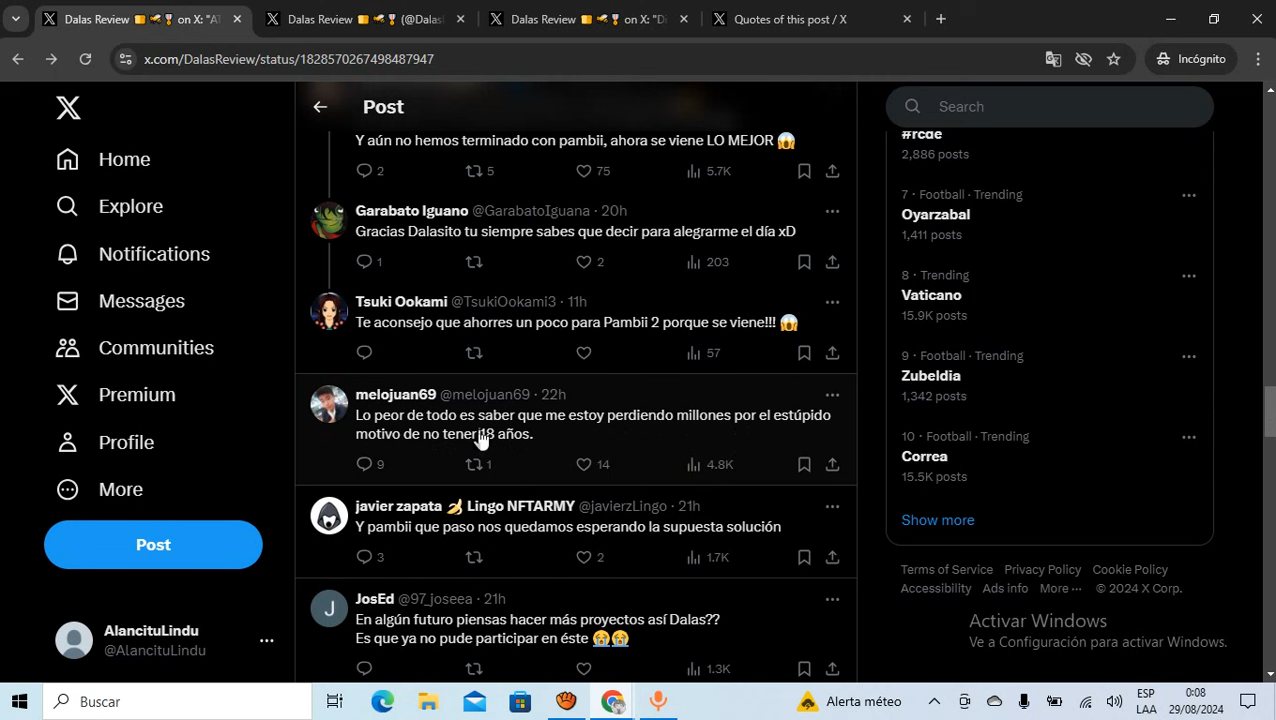 Dalas Review on X: "A
Dalas Review (@Dalas
Dalas Review on X: "D
Quotes of this post / X
x.com/DalasReview/status/1828570267498487947
Incógnito
Post
Search
Y aún no hemos terminado con pambii, ahora se viene LO MEJOR 😱
2 5 75 5.7K
Garabato Iguano @GarabatoIguana · 20h
Gracias Dalasito tu siempre sabes que decir para alegrarme el día xD
1 2 203
Tsuki Ookami @TsukiOokami3 · 11h
Te aconsejo que ahorres un poco para Pambii 2 porque se viene!!! 😱
57
melojuan69 @melojuan69 · 22h
Lo peor de todo es saber que me estoy perdiendo millones por el estúpido
motivo de no tener 18 años.
9 1 14 4.8K
javier zapata 🍌 Lingo NFTARMY @javierzLingo · 21h
Y pambii que paso nos quedamos esperando la supuesta solución
3 2 1.7K
J
JosEd @97_joseea · 21h
En algún futuro piensas hacer más proyectos así Dalas??
Es que ya no pude participar en éste 😭😭
1.3K
Home
Explore
Notifications
Messages
Communities
Premium
Profile
More
Post
AlancituLindu
@AlancituLindu
#rcde
2,886 posts
7 · Football · Trending
Oyarzabal
1,411 posts
8 · Trending
Vaticano
15.9K posts
9 · Football · Trending
Zubeldia
1,342 posts
10 · Football · Trending
Correa
15.5K posts
Show more
Terms of Service Privacy Policy Cookie Policy
Accessibility Ads info More ··· © 2024 X Corp.
Activar Windows
Ve a Configuración para activar Windows.
Buscar
Alerta méteo
ESP
LAA
0:08
29/08/2024